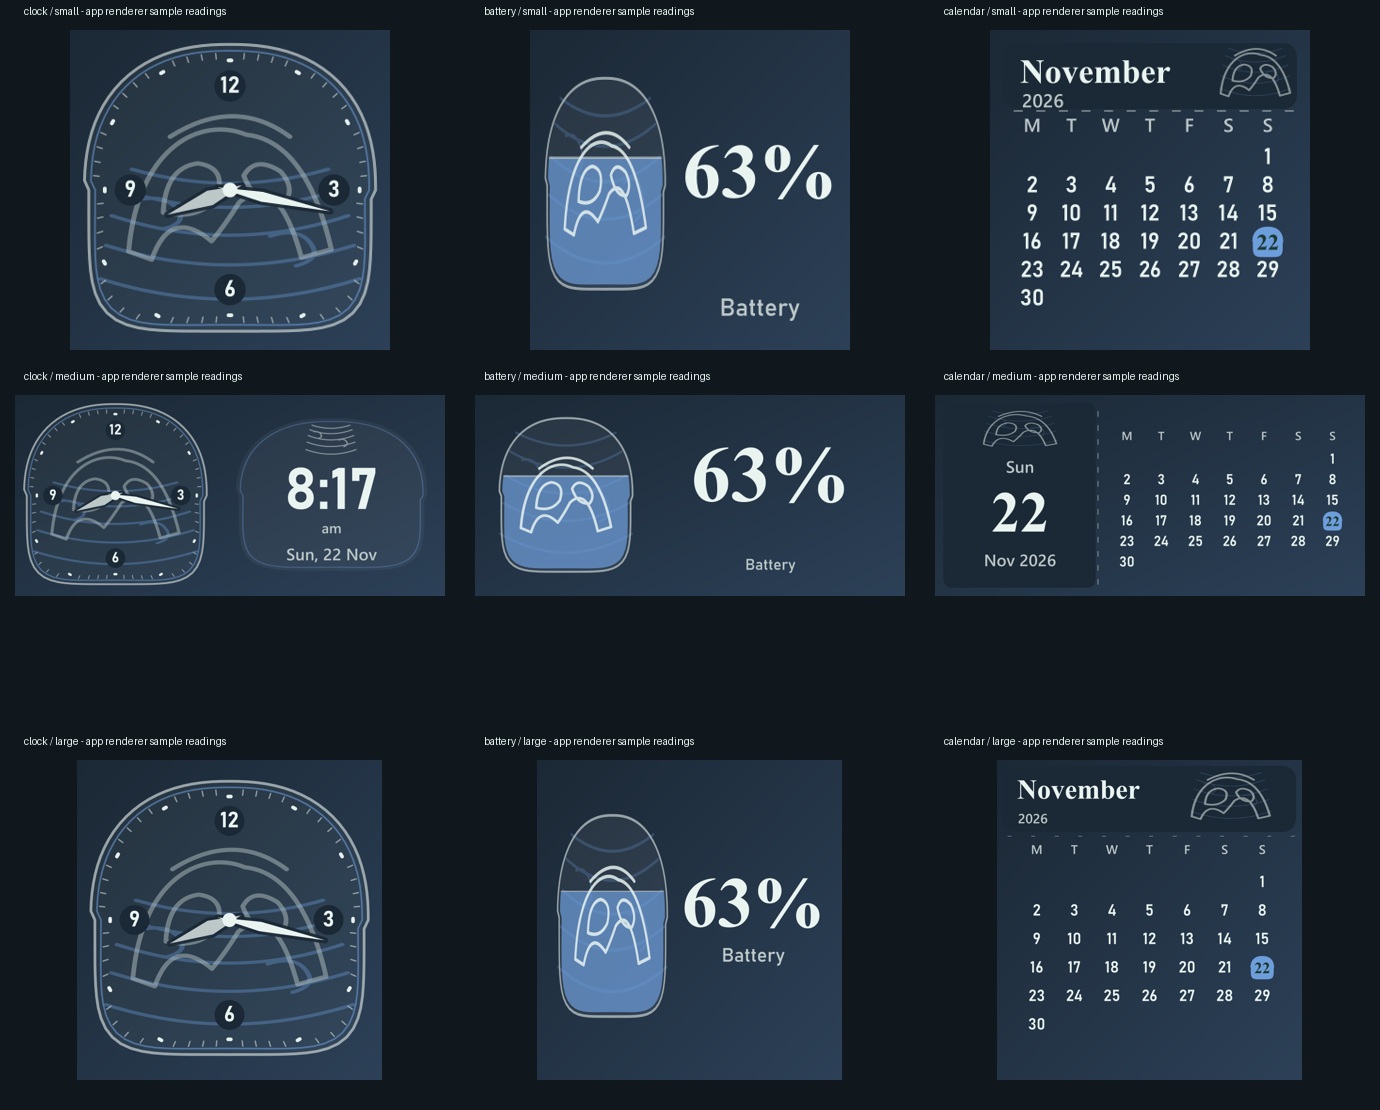 clock / small - app renderer sample readings
12
9
3
6
battery / small - app renderer sample readings
63%
Battery
calendar / small - app renderer sample readings
November
2026
M T W T F S S
1
2 3 4 5 6 7 8
9 10 11 12 13 14 15
16 17 18 19 20 21 22
23 24 25 26 27 28 29
30
clock / medium - app renderer sample readings
12
9
3
6
8:17
am
Sun, 22 Nov
battery / medium - app renderer sample readings
63%
Battery
calendar / medium - app renderer sample readings
Sun
22
Nov 2026
M T W T F S S
1
2 3 4 5 6 7 8
9 10 11 12 13 14 15
16 17 18 19 20 21 22
23 24 25 26 27 28 29
30
clock / large - app renderer sample readings
12
9
3
6
battery / large - app renderer sample readings
63%
Battery
calendar / large - app renderer sample readings
November
2026
M T W T F S S
1
2 3 4 5 6 7 8
9 10 11 12 13 14 15
16 17 18 19 20 21 22
23 24 25 26 27 28 29
30